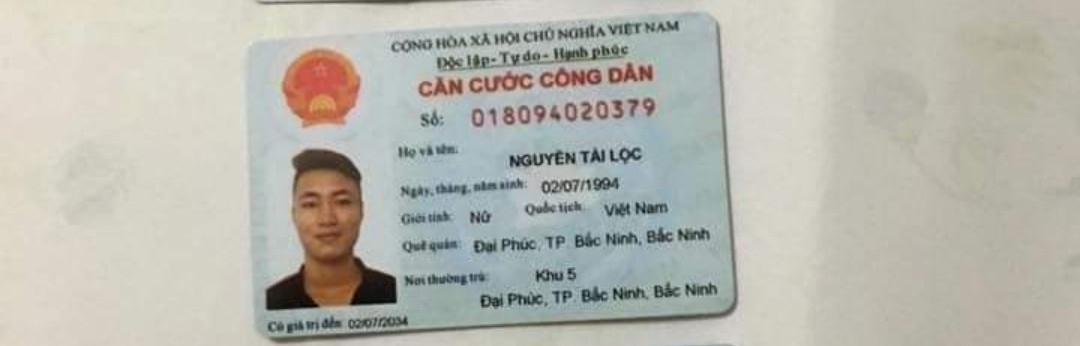 CỘNG HÒA XÃ HỘI CHỦ NGHĨA VIỆT NAM
Độc lập - Tự do - Hạnh phúc
CĂN CƯỚC CÔNG DÂN
Số: 018094020379
Họ và tên: NGUYÊN TÀI LỘC
Ngày, tháng, năm sinh: 02/07/1994
Giới tính: Nữ Quốc tịch: Việt Nam
Quê quán: Đại Phúc, TP. Bắc Ninh, Bắc Ninh
Nơi thường trú: Khu 5
Đại Phúc, TP. Bắc Ninh, Bắc Ninh
Có giá trị đến: 02/07/2034